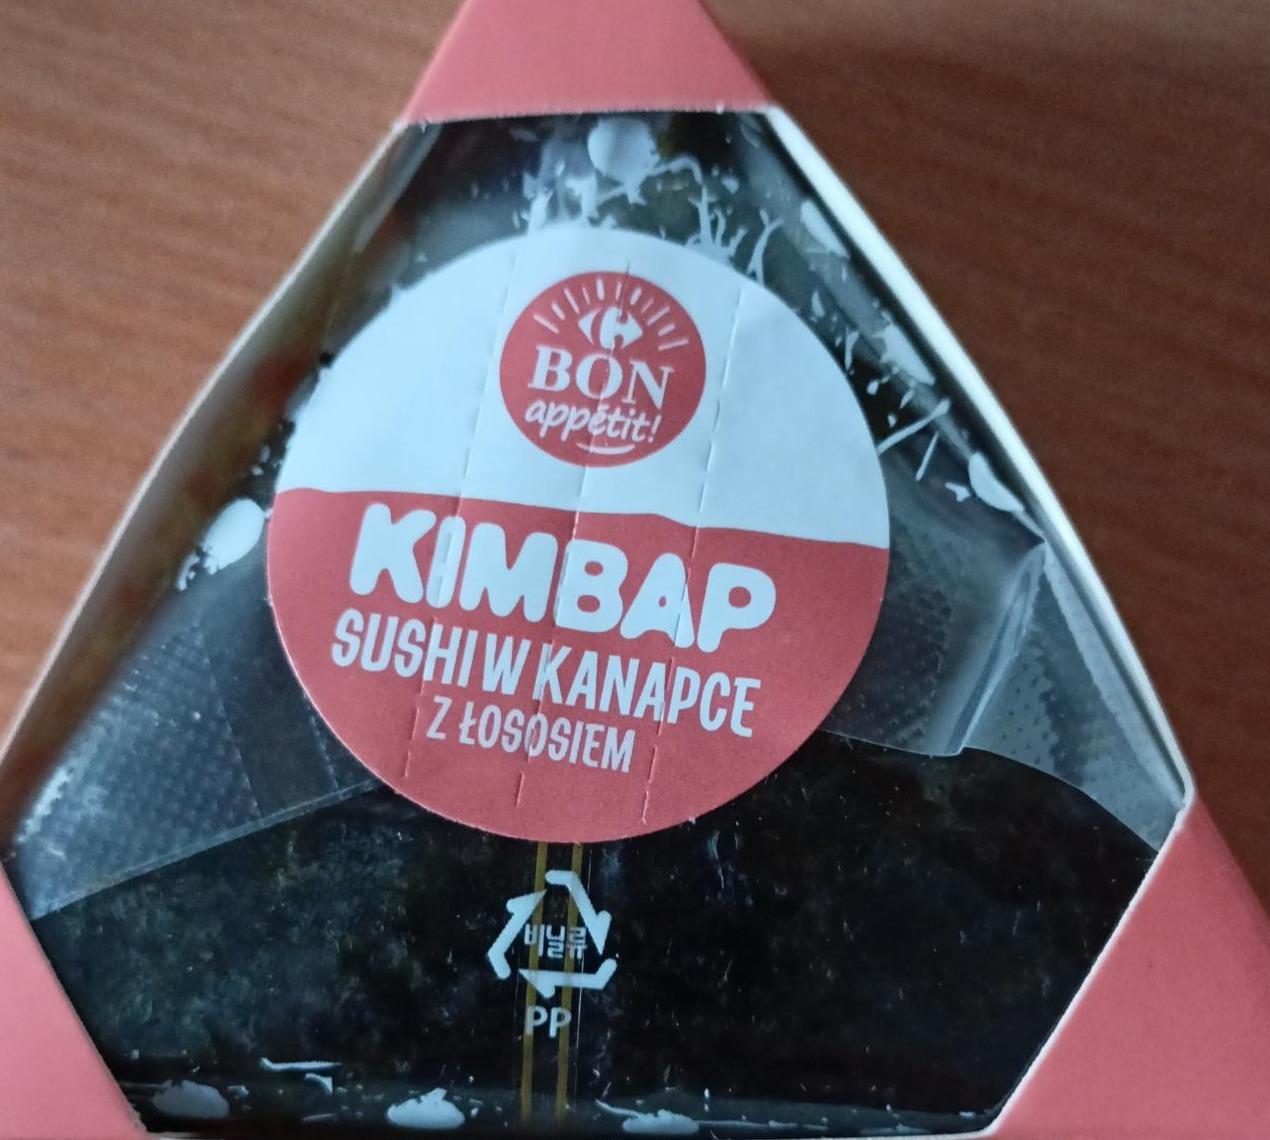 BON
appétit!
KIMBAP
SUSHI W KANAPCE
Z ŁOSOSIEM
비닐류
PP